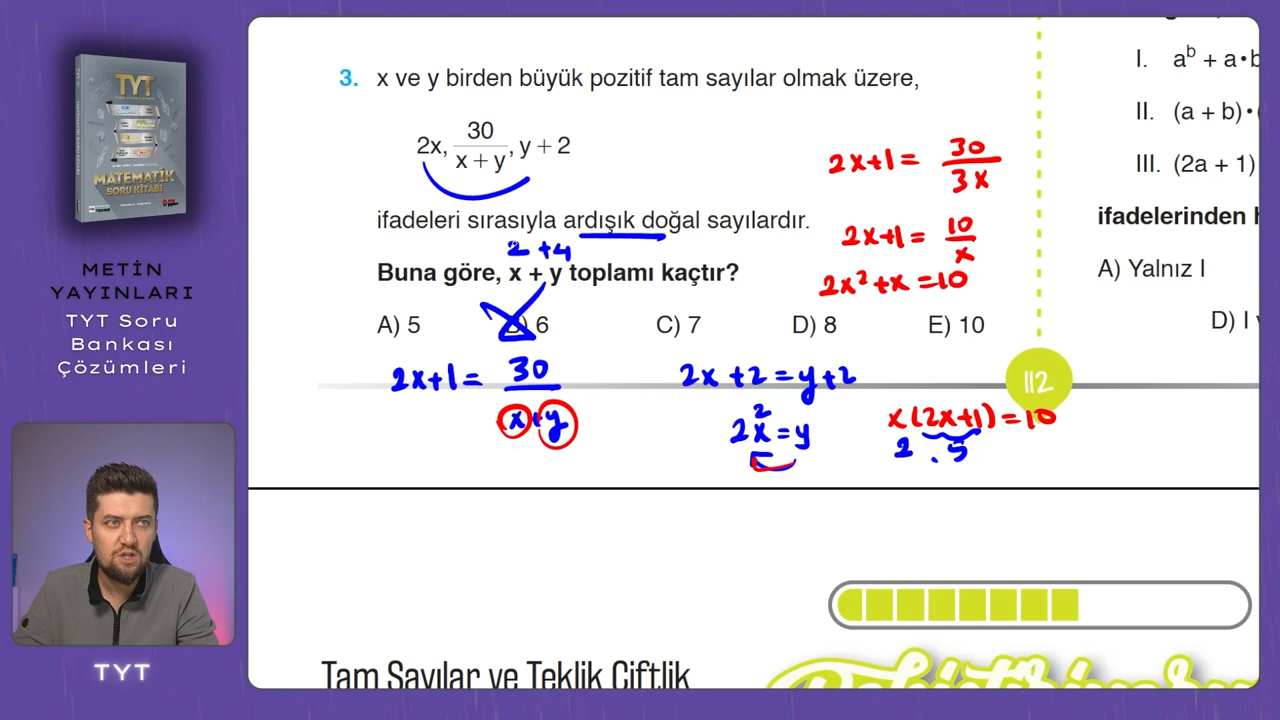 TYT
MATEMATİK
SORU KİTABI
METİN
YAYINLARI
TYT Soru
Bankası
Çözümleri
TYT
3. x ve y birden büyük pozitif tam sayılar olmak üzere,
2x, 30/(x + y), y + 2
ifadeleri sırasıyla ardışık doğal sayılardır.
2 + 4
Buna göre, x + y toplamı kaçtır?
A) 5 B) 6 C) 7 D) 8 E) 10
2x+1 = 30/(x+y)
2x+2 = y+2
2
2x = y
2x+1 = 30/3x
2x+1 = 10/x
2x² + x = 10
x(2x+1) = 10
2 . 5
112
I. a^b + a • b
II. (a + b) •
III. (2a + 1)
ifadelerinden
A) Yalnız I
D) I v
Tam Sayılar ve Teklik Çiftlik